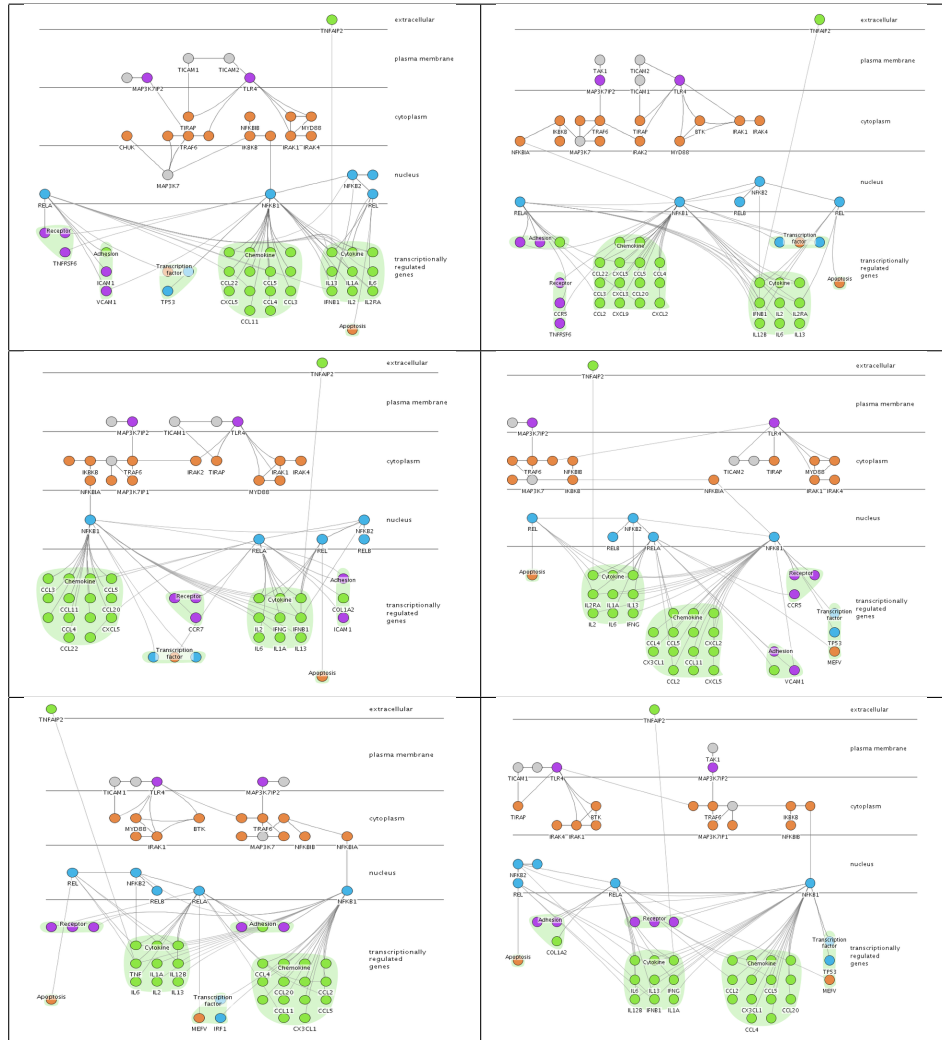 extracellular
TNFAIP2
plasma membrane
TICAM1
TICAM2
MAP3K7IP2
TLR4
cytoplasm
TIRAP
NFKBIB
MYD88
CHUK
TRAF6
IKBKB
IRAK1
IRAK4
MAP3K7
nucleus
NFKB2
RELA
NFKB1
REL
Receptor
TNFRSF6
Adhesion
ICAM1
VCAM1
Transcription
factor
TP53
Chemokine
CCL22
CCL5
CXCL5
CCL4
CCL3
CCL11
Cytokine
IL13
IL1A
IL6
IFNB1
IL2
IL2RA
transcriptionally
regulated
genes
Apoptosis
extracellular
TNFAIP2
plasma membrane
TAK1
TICAM2
MAP3K7IP2
TICAM1
TLR4
cytoplasm
IKBKB
TRAF6
TIRAP
BTK
IRAK1
IRAK4
NFKBIA
MAP3K7
IRAK2
MYD88
nucleus
NFKB2
RELA
NFKB1
RELB
REL
Adhesion
Chemokine
Transcription
factor
CCL22
CXCL5
CCL5
CCL4
transcriptionally
regulated
genes
Receptor
CCL3
CXCL3
CCL20
CCL2
CXCL9
CXCL2
CCR5
TNFRSF6
Cytokine
IFNB1
IL2
IL2RA
IL12B
IL6
IL13
Apoptosis
extracellular
TNFAIP2
plasma membrane
MAP3K7IP2
TICAM1
TLR4
cytoplasm
IKBKB
TRAF6
IRAK2
TIRAP
IRAK1
IRAK4
NFKBIA
MAP3K7IP1
MYD88
nucleus
NFKB1
FKB2
RELA
REL
RELB
Chemokine
CCL3
CCL5
CCL11
CCL20
CCL4
CXCL5
CCL22
Receptor
CCR7
Cytokine
IL2
IFNG
IFNB1
IL6
IL1A
IL13
Adhesion
COL1A2
ICAM1
transcriptionally
regulated
genes
Transcription
factor
Apoptosis
extracellular
TNFAIP2
plasma membrane
MAP3K7IP2
TLR4
cytoplasm
TRAF6
NFKBIB
TICAM2
TIRAP
MYD88
MAP3K7
IKBKB
NFKBIA
IRAK1
IRAK4
nucleus
REL
NFKB2
RELB
RELA
NFKB1
Apoptosis
Cytokine
IL2RA
IL1A
IL13
IL2
IL6
IFNG
Receptor
CCR5
Chemokine
CCL4
CCL5
CXCL2
CX3CL1
CCL11
CCL2
CXCL5
Transcription
factor
TP53
MEFV
Adhesion
VCAM1
transcriptionally
regulated
genes
extracellular
TNFAIP2
plasma membrane
TICAM1
TLR4
MAP3K7IP2
cytoplasm
MYD88
BTK
TRAF6
IRAK1
MAP3K7
NFKBIB
NFKBIA
nucleus
REL
NFKB2
RELB
RELA
NFKB1
Receptor
Adhesion
Cytokine
TNF
IL1A
IL12B
IL6
IL2
IL13
Chemokine
CCL4
CCL20
CCL2
CCL11
CCL5
CX3CL1
transcriptionally
regulated
genes
Apoptosis
Transcription
factor
MEFV
IRF1
extracellular
TNFAIP2
plasma membrane
TAK1
TICAM1
TLR4
MAP3K7IP2
cytoplasm
TIRAP
BTK
TRAF6
IKBKB
IRAK4
IRAK1
MAP3K7IP1
NFKBIB
nucleus
NFKB2
REL
RELA
NFKB1
Adhesion
COL1A2
Receptor
Transcription
factor
TP53
MEFV
transcriptionally
regulated
genes
Apoptosis
Cytokine
IL6
IL13
IFNG
IL12B
IFNB1
IL1A
Chemokine
CCL2
CCL5
CX3CL1
CCL20
CCL4